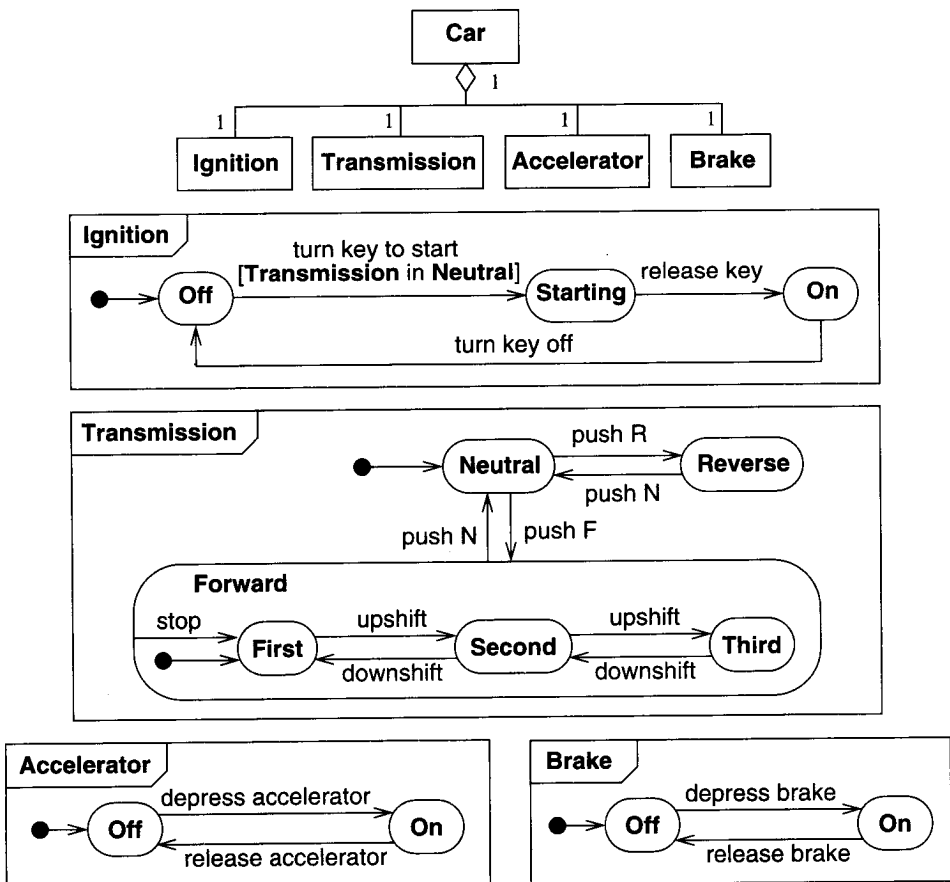 Car
1
1
1
1
1
Ignition
Transmission
Accelerator
Brake
Ignition
turn key to start
[Transmission in Neutral]
Off
Starting
release key
On
turn key off
Transmission
Neutral
push R
Reverse
push N
push N
push F
Forward
stop
First
upshift
Second
upshift
Third
downshift
downshift
Accelerator
depress accelerator
Off
On
release accelerator
Brake
depress brake
Off
On
release brake